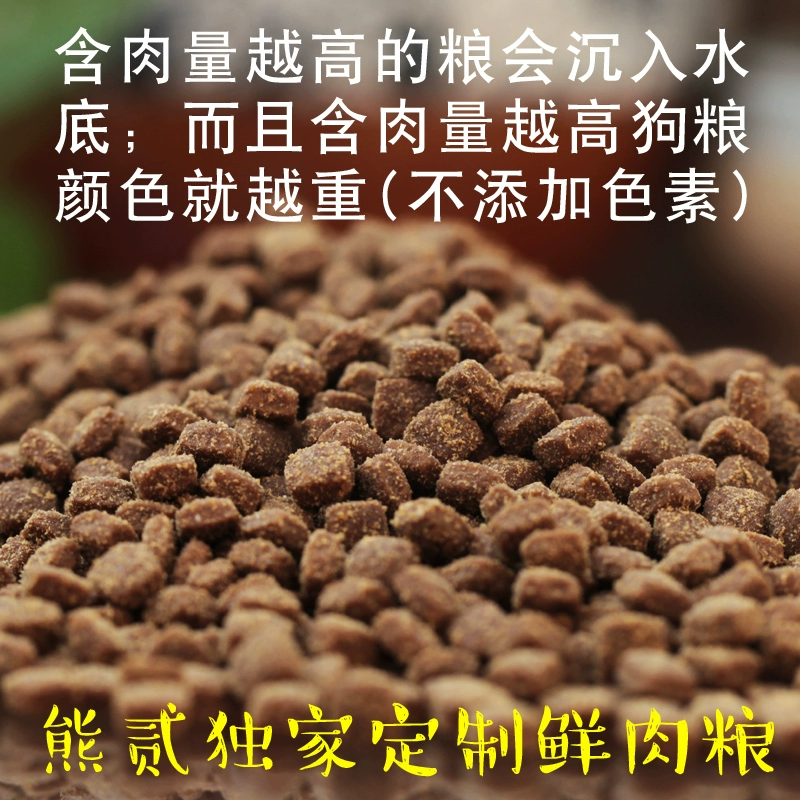 含肉量越高的粮会沉入水
底；而且含肉量越高狗粮
颜色就越重(不添加色素)
熊贰独家定制鲜肉粮